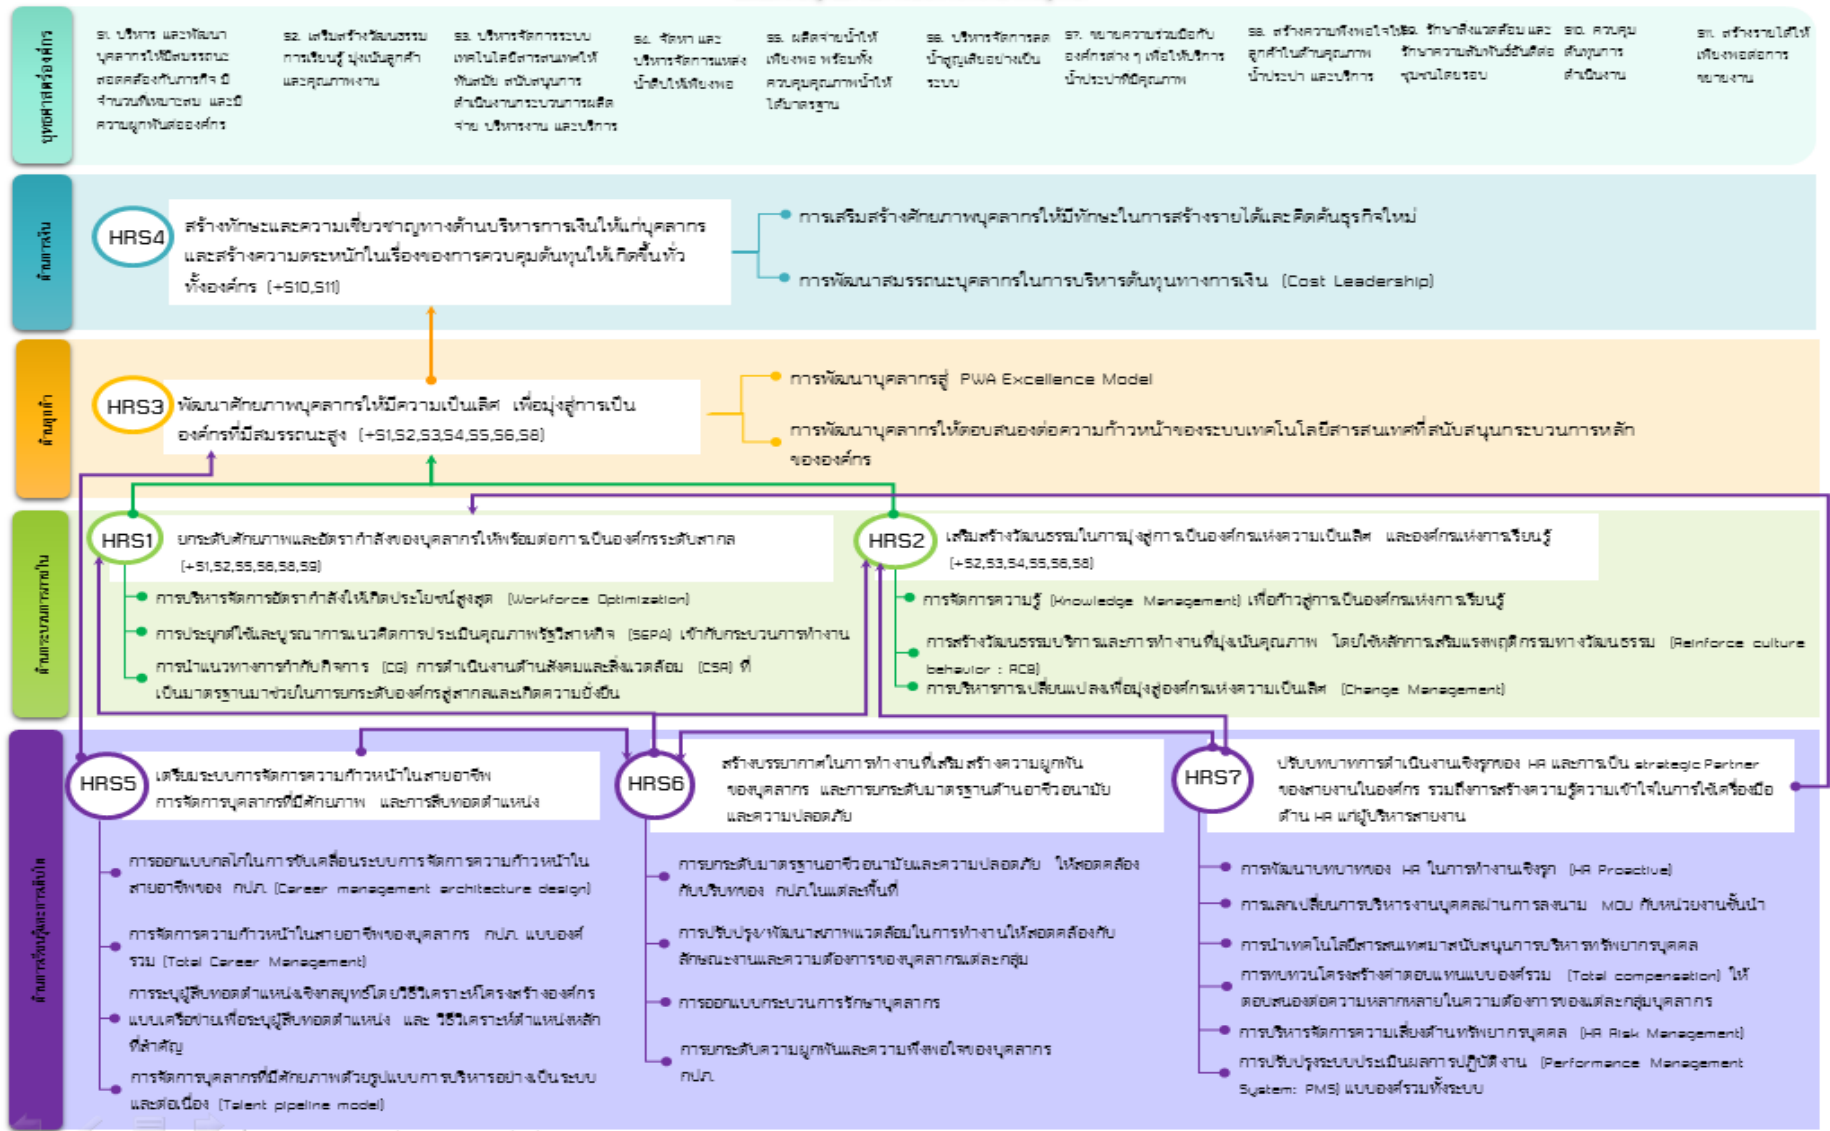 ยุทธศาสตร์องค์กร
S1. บริหาร และพัฒนา
บุคลากรให้มีสมรรถนะ
สอดคล้องกับภารกิจ มี
จำนวนที่เหมาะสม และมี
ความผูกพันต่อองค์กร
S2. เสริมสร้างวัฒนธรรม
การเรียนรู้ มุ่งเน้นลูกค้า
และคุณภาพงาน
S3. บริหารจัดการระบบ
เทคโนโลยีสารสนเทศให้
ทันสมัย สนับสนุนการ
ดำเนินงานกระบวนการผลิต
จ่าย บริหารงาน และบริการ
S4. จัดหา และ
บริหารจัดการแหล่ง
น้ำดิบให้เพียงพอ
S5. ผลิตจ่ายน้ำให้
เพียงพอ พร้อมทั้ง
ควบคุมคุณภาพน้ำให้
ได้มาตรฐาน
S6. บริหารจัดการลด
น้ำสูญเสียอย่างเป็น
ระบบ
S7. ขยายความร่วมมือกับ
องค์กรต่าง ๆ เพื่อให้บริการ
น้ำประปาที่มีคุณภาพ
S8. สร้างความพึงพอใจให้
ลูกค้าในด้านคุณภาพ
น้ำประปา และบริการ
S9. รักษาสิ่งแวดล้อม และ
รักษาความสัมพันธ์อันดีต่อ
ชุมชนโดยรอบ
S10. ควบคุม
ต้นทุนการ
ดำเนินงาน
S11. สร้างรายได้ให้
เพียงพอต่อการ
ขยายงาน
ด้านการเงิน
HRS4
สร้างทักษะและความเชี่ยวชาญทางด้านบริหารการเงินให้แก่บุคลากร
และสร้างความตระหนักในเรื่องของการควบคุมต้นทุนให้เกิดขึ้นทั่ว
ทั้งองค์กร (+S10,S11)
การเสริมสร้างศักยภาพบุคลากรให้มีทักษะในการสร้างรายได้และคิดค้นธุรกิจใหม่
การพัฒนาสมรรถนะบุคลากรในการบริหารต้นทุนทางการเงิน (Cost Leadership)
ด้านลูกค้า
HRS3
พัฒนาศักยภาพบุคลากรให้มีความเป็นเลิศ เพื่อมุ่งสู่การเป็น
องค์กรที่มีสมรรถนะสูง (+S1,S2,S3,S4,S5,S6,S8)
การพัฒนาบุคลากรสู่ PWA Excellence Model
การพัฒนาบุคลากรให้ตอบสนองต่อความก้าวหน้าของระบบเทคโนโลยีสารสนเทศที่สนับสนุนกระบวนการหลัก
ขององค์กร
ด้านกระบวนการภายใน
HRS1
ยกระดับศักยภาพและอัตรากำลังของบุคลากรให้พร้อมต่อการเป็นองค์กรระดับสากล
(+S1,S2,S5,S6,S8,S9)
การบริหารจัดการอัตรากำลังให้เกิดประโยชน์สูงสุด (Workforce Optimization)
การประยุกต์ใช้และบูรณาการแนวคิดการประเมินคุณภาพรัฐวิสาหกิจ (SEPA) เข้ากับกระบวนการทำงาน
การนำแนวทางการกำกับกิจการ (CG) การดำเนินงานด้านสังคมและสิ่งแวดล้อม (CSR) ที่
เป็นมาตรฐานมาช่วยในการยกระดับองค์กรสู่สากลและเกิดความยั่งยืน
HRS2
เสริมสร้างวัฒนธรรมในการมุ่งสู่การเป็นองค์กรแห่งความเป็นเลิศ และองค์กรแห่งการเรียนรู้
(+S2,S3,S4,S5,S6,S8)
การจัดการความรู้ (Knowledge Management) เพื่อก้าวสู่การเป็นองค์กรแห่งการเรียนรู้
การสร้างวัฒนธรรมบริการและการทำงานที่มุ่งเน้นคุณภาพ โดยใช้หลักการเสริมแรงพฤติกรรมทางวัฒนธรรม (Reinforce culture
behavior : RCB)
การบริหารการเปลี่ยนแปลงเพื่อมุ่งสู่องค์กรแห่งความเป็นเลิศ (Change Management)
ด้านการเรียนรู้และการเติบโต
HRS5
เตรียมระบบการจัดการความก้าวหน้าในสายอาชีพ
การจัดการบุคลากรที่มีศักยภาพ และการสืบทอดตำแหน่ง
การออกแบบกลไกในการขับเคลื่อนระบบการจัดการความก้าวหน้าใน
สายอาชีพของ กปภ. (Career management architecture design)
การจัดการความก้าวหน้าในสายอาชีพของบุคลากร กปภ. แบบองค์
รวม (Total Career Management)
การระบุผู้สืบทอดตำแหน่งเชิงกลยุทธ์โดยวิธีวิเคราะห์โครงสร้างองค์กร
แบบเครือข่ายเพื่อระบุผู้สืบทอดตำแหน่ง และ วิธีวิเคราะห์ตำแหน่งหลัก
ที่สำคัญ
การจัดการบุคลากรที่มีศักยภาพด้วยรูปแบบการบริหารอย่างเป็นระบบ
และต่อเนื่อง (Talent pipeline model)
HRS6
สร้างบรรยากาศในการทำงานที่เสริมสร้างความผูกพัน
ของบุคลากร และการยกระดับมาตรฐานด้านอาชีวอนามัย
และความปลอดภัย
การยกระดับมาตรฐานอาชีวอนามัยและความปลอดภัย ให้สอดคล้อง
กับบริบทของ กปภ.ในแต่ละพื้นที่
การปรับปรุง/พัฒนาสภาพแวดล้อมในการทำงานให้สอดคล้องกับ
ลักษณะงานและความต้องการของบุคลากรแต่ละกลุ่ม
การออกแบบกระบวนการรักษาบุคลากร
การยกระดับความผูกพันและความพึงพอใจของบุคลากร
กปภ.
HRS7
ปรับบทบาทการดำเนินงานเชิงรุกของ HR และการเป็น strategic Partner
ของสายงานในองค์กร รวมถึงการสร้างความรู้ความเข้าใจในการใช้เครื่องมือ
ด้าน HR แก่ผู้บริหารสายงาน
การพัฒนาบทบาทของ HR ในการทำงานเชิงรุก (HR Proactive)
การแลกเปลี่ยนการบริหารงานบุคคลผ่านการลงนาม MOU กับหน่วยงานชั้นนำ
การนำเทคโนโลยีสารสนเทศมาสนับสนุนการบริหารทรัพยากรบุคคล
การทบทวนโครงสร้างค่าตอบแทนแบบองค์รวม (Total compensation) ให้
ตอบสนองต่อความหลากหลายในความต้องการของแต่ละกลุ่มบุคลากร
การบริหารจัดการความเสี่ยงด้านทรัพยากรบุคคล (HR Risk Management)
การปรับปรุงระบบประเมินผลการปฏิบัติงาน (Performance Management
System: PMS) แบบองค์รวมทั้งระบบ